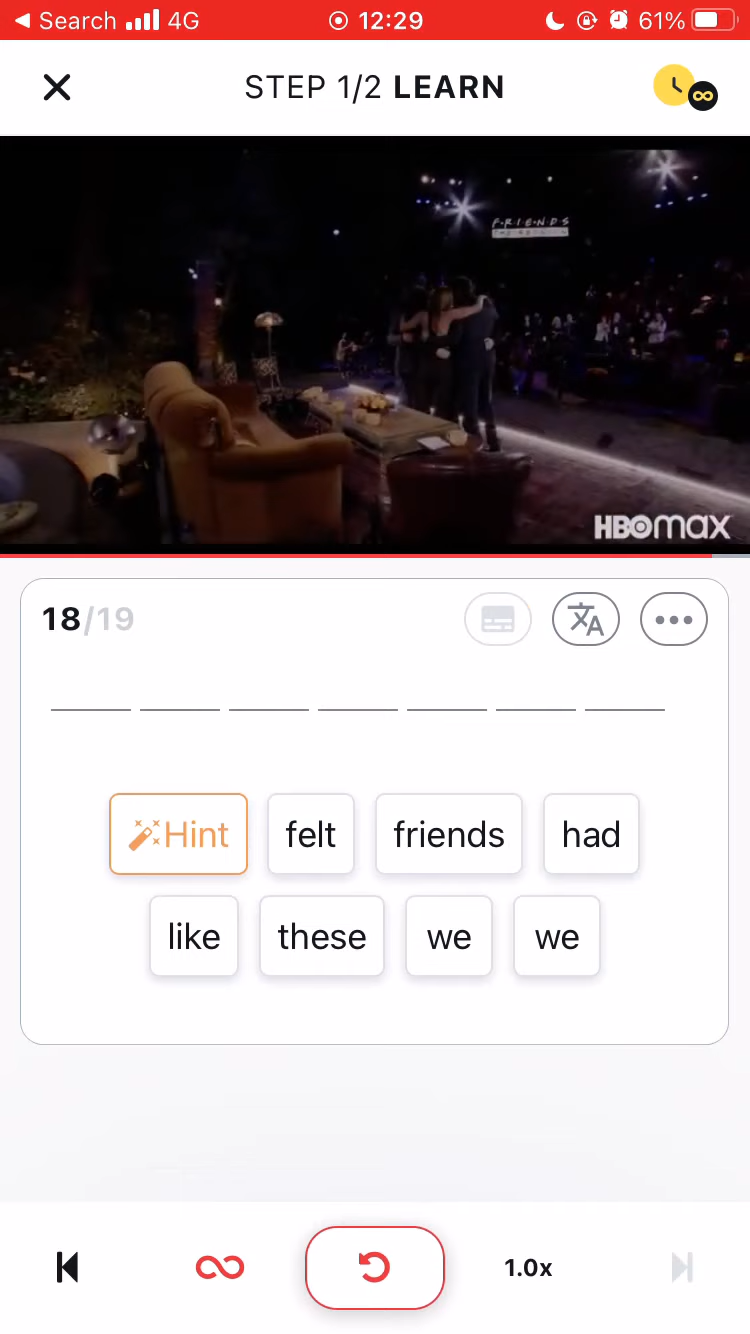 Search 4G 12:29 61%
STEP 1/2 LEARN
F·R·I·E·N·D·S
HBOmax
18/19
Hint felt friends had
like these we we
1.0x